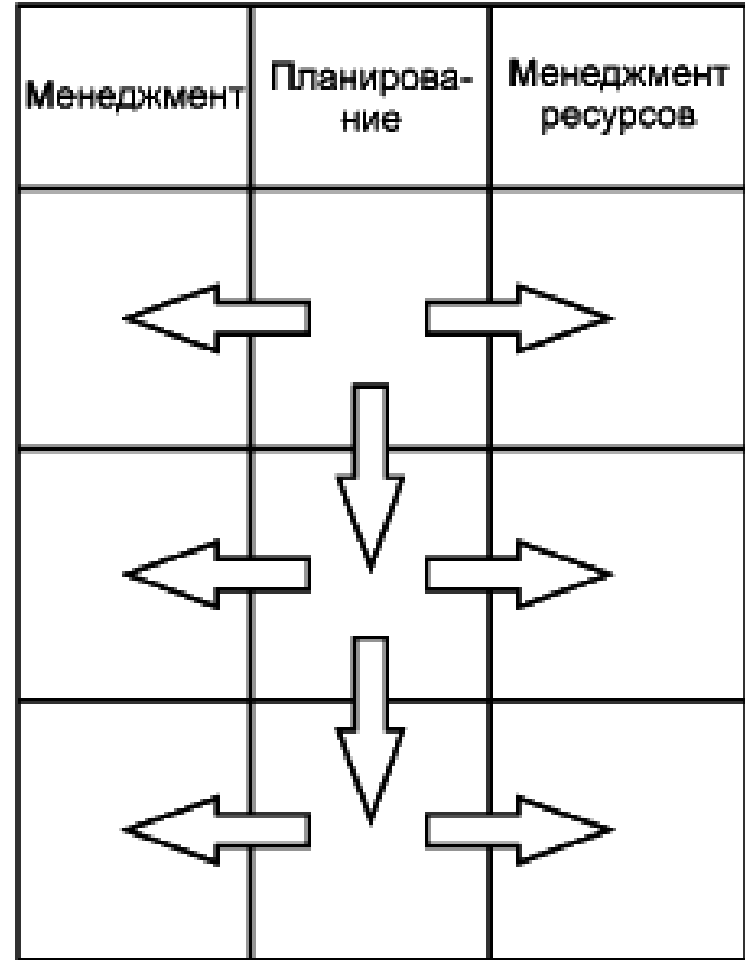 Менеджмент
Планирова-
ние
Менеджмент
ресурсов